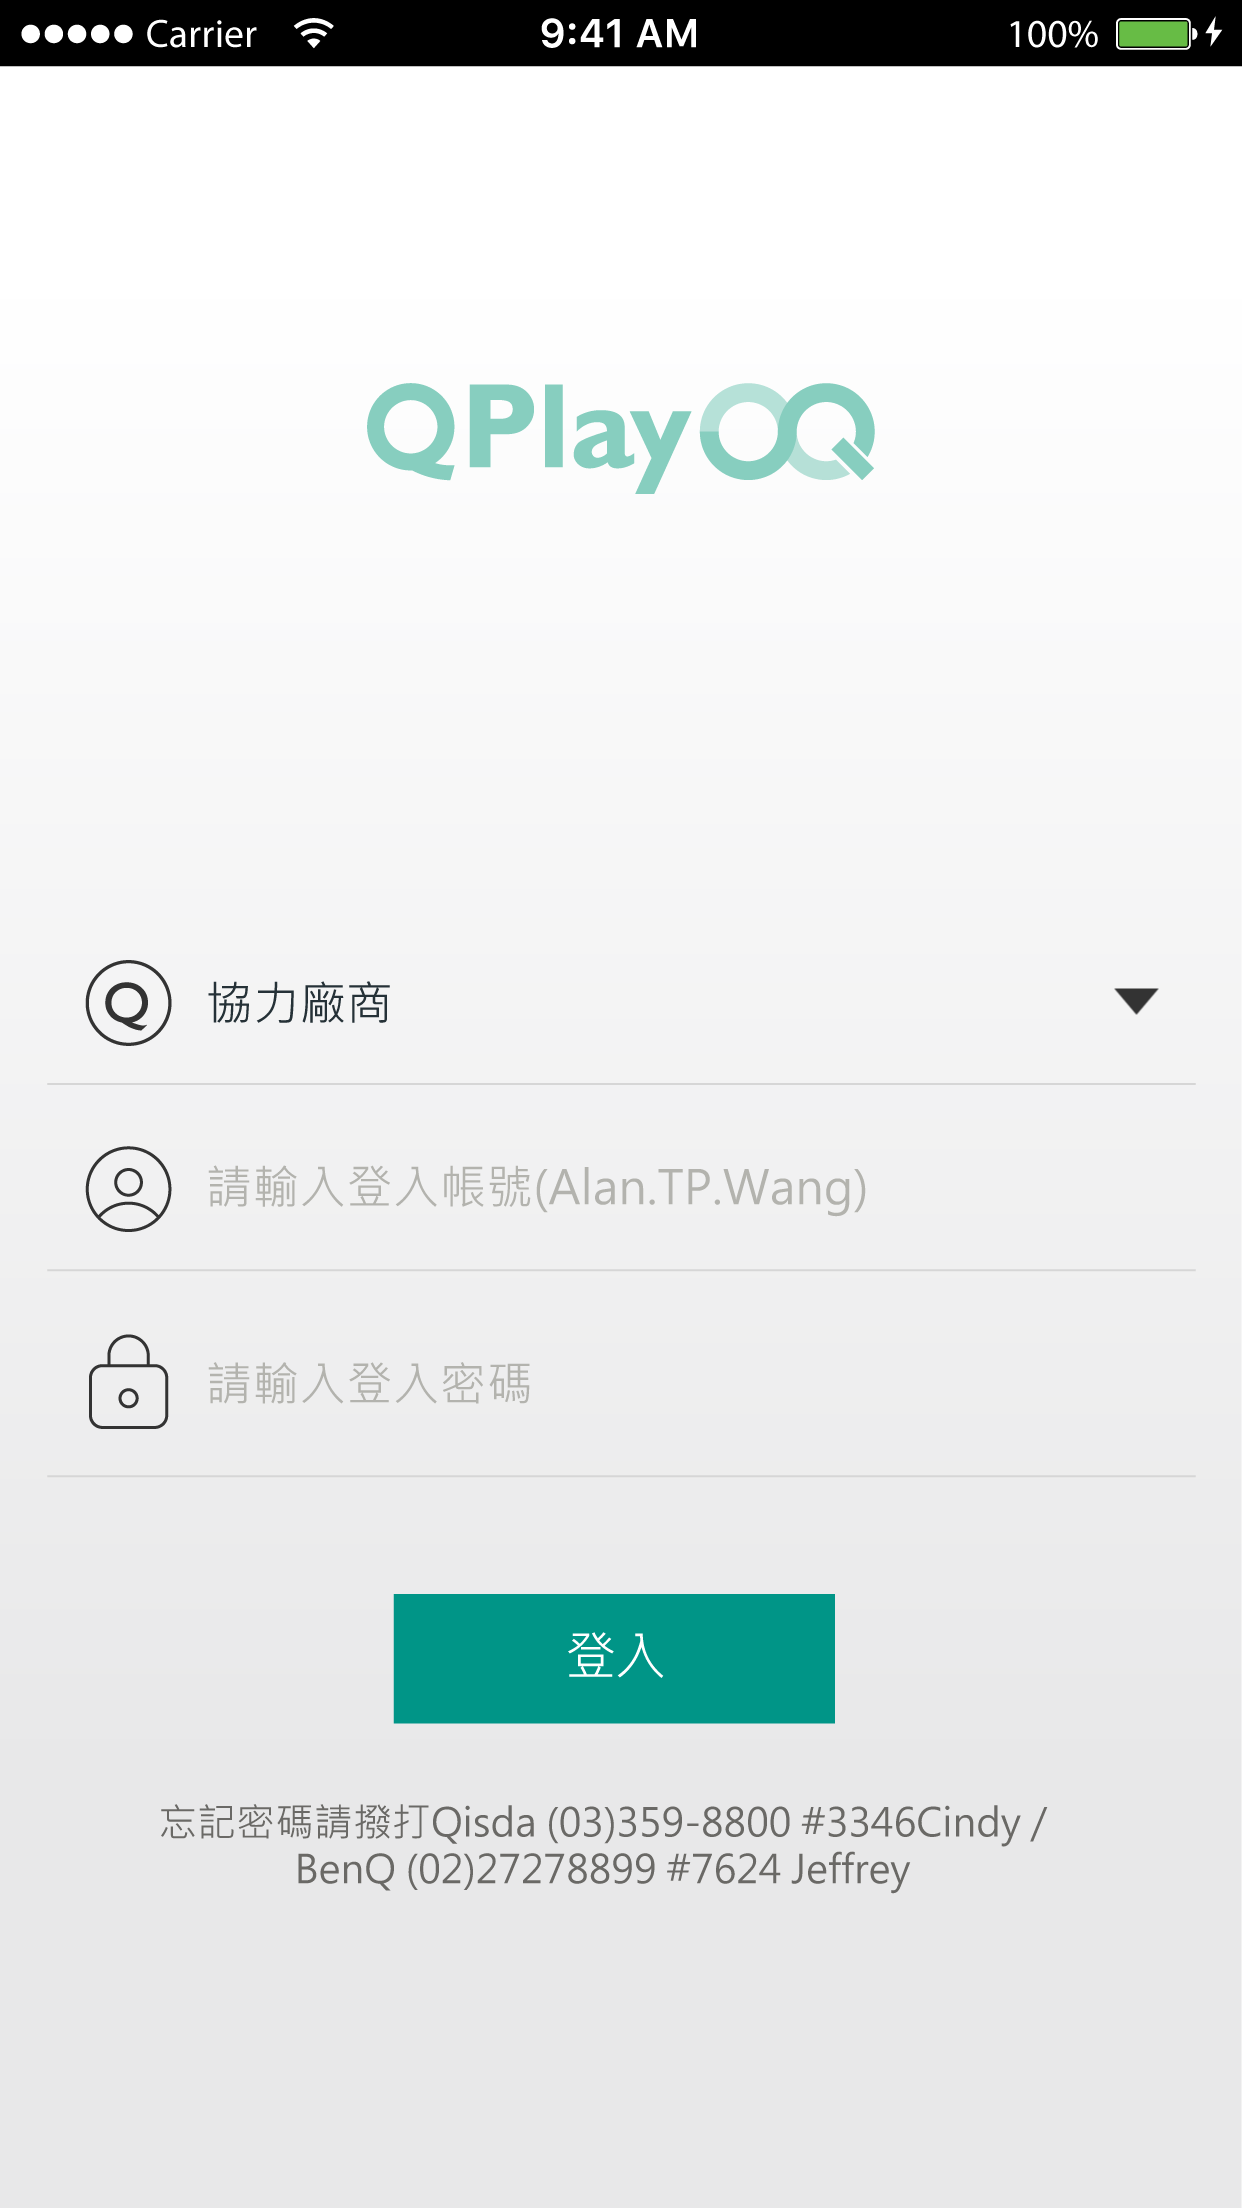 Carrier 9:41 AM 100%
QPlay
Q 協力廠商
請輸入登入帳號(Alan.TP.Wang)
請輸入登入密碼
登入
忘記密碼請撥打Qisda (03)359-8800 #3346Cindy /
BenQ (02)27278899 #7624 Jeffrey